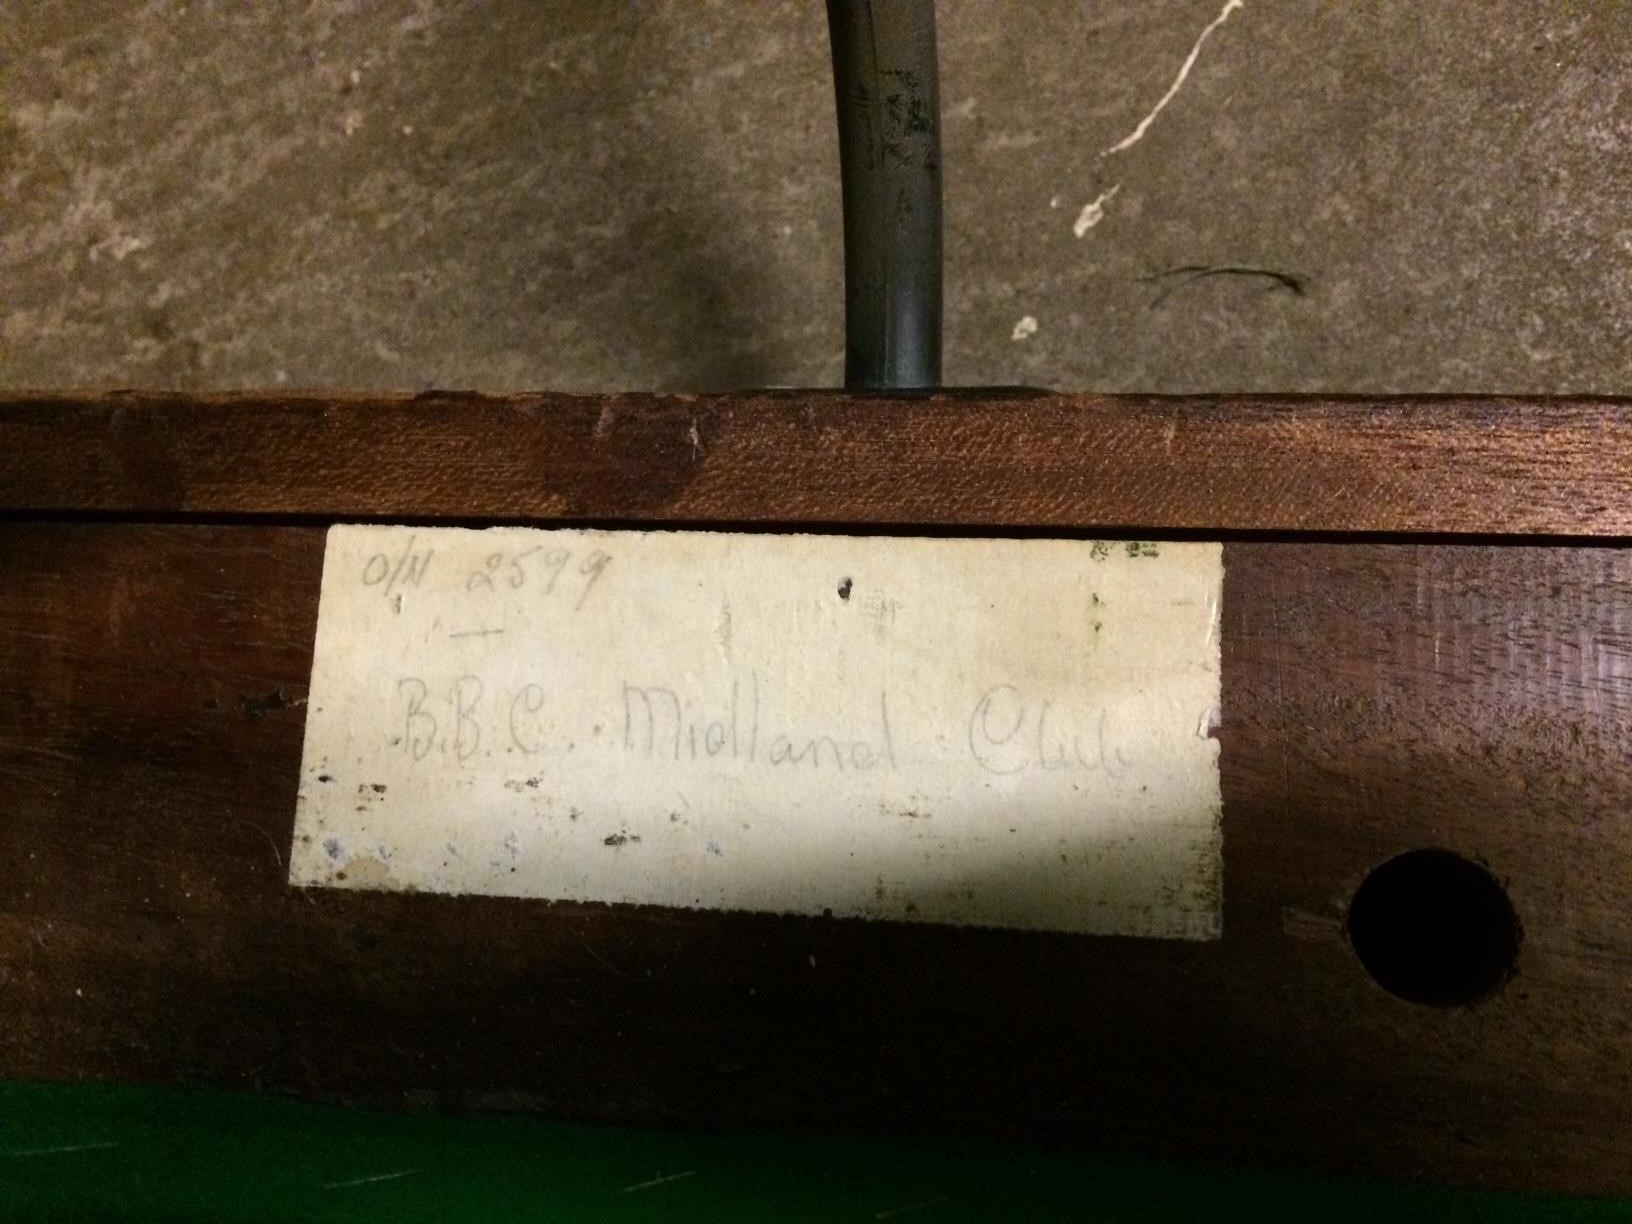 O/N 2599
B.B.C. Midland Club